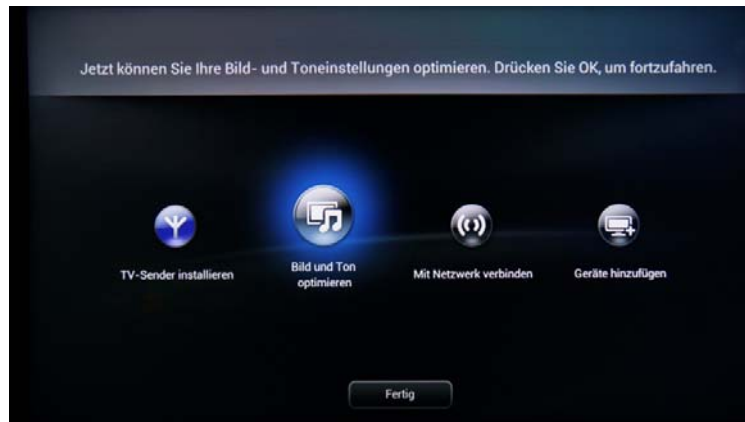 Jetzt können Sie Ihre Bild- und Toneinstellungen optimieren. Drücken Sie OK, um fortzufahren.
TV-Sender installieren
Bild und Ton
optimieren
Mit Netzwerk verbinden
Geräte hinzufügen
Fertig